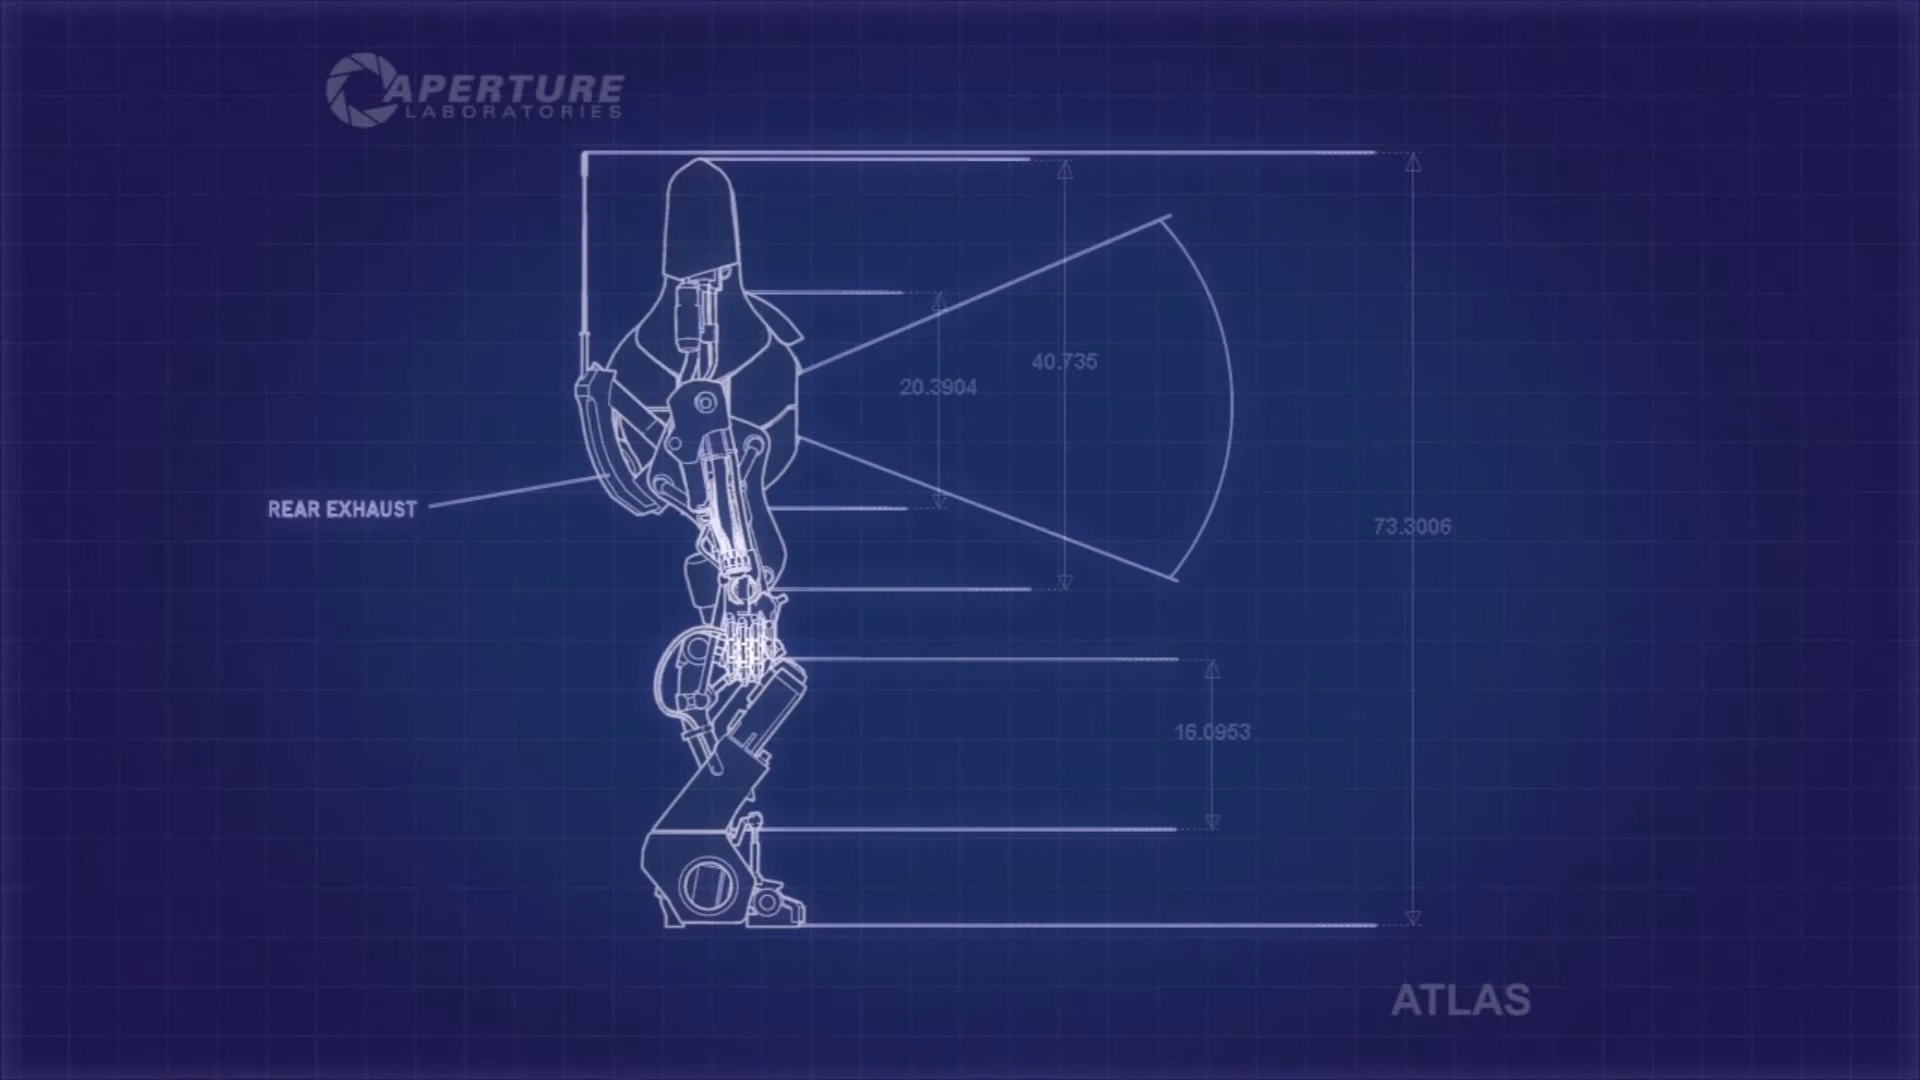 APERTURE
LABORATORIES
40.735
20.3904
REAR EXHAUST
73.3006
16.0953
ATLAS